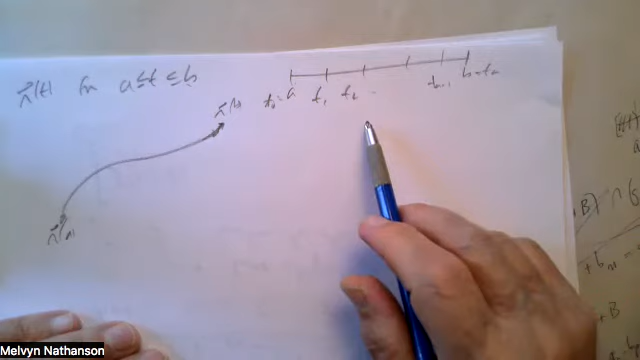 r⃗(t) for a≤t≤b
t₀=a t₁ t₂ .. tₙ₋₁ b=tₙ
r⃗(b)
r⃗(a)
+ B
Melvyn Nathanson